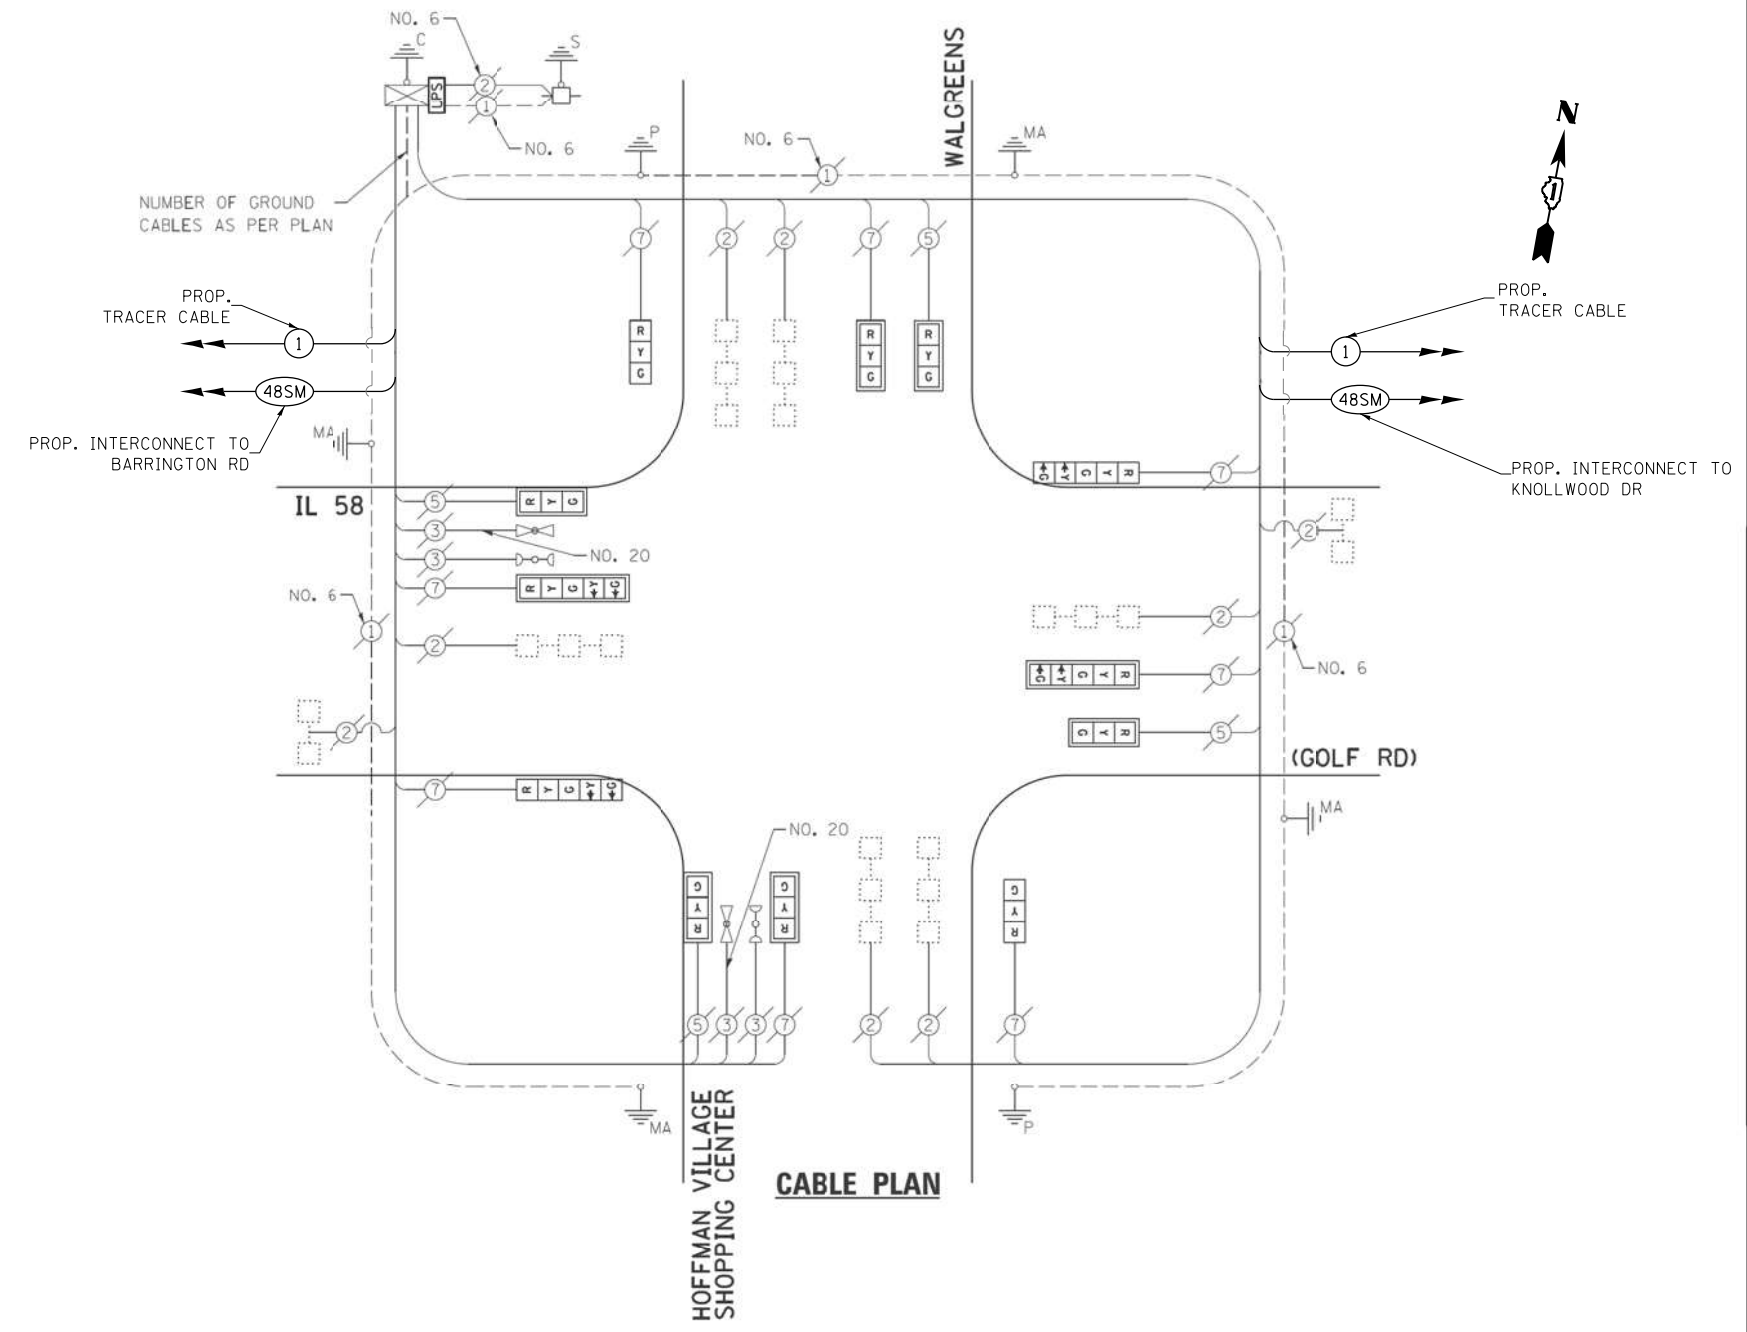 NO. 6
C
S
LPS
2
1
NO. 6
NUMBER OF GROUND
CABLES AS PER PLAN
P
NO. 6
1
WALGREENS
MA
N
1
7
2
2
7
5
R
Y
G
R
Y
G
R
Y
G
PROP.
TRACER CABLE
1
48SM
PROP. INTERCONNECT TO
BARRINGTON RD
MA
PROP.
TRACER CABLE
1
48SM
PROP. INTERCONNECT TO
KNOLLWOOD DR
IL 58
5
R Y G
3
NO. 20
3
7
R Y G Y G
NO. 6
1
2
2
7
R Y G Y G
G Y G Y R
7
2
2
G Y G Y R
7
G Y R
5
1
NO. 6
(GOLF RD)
MA
NO. 20
G
Y
R
G
Y
R
G
Y
R
5
3
3
7
2
2
7
MA
P
HOFFMAN VILLAGE
SHOPPING CENTER
CABLE PLAN